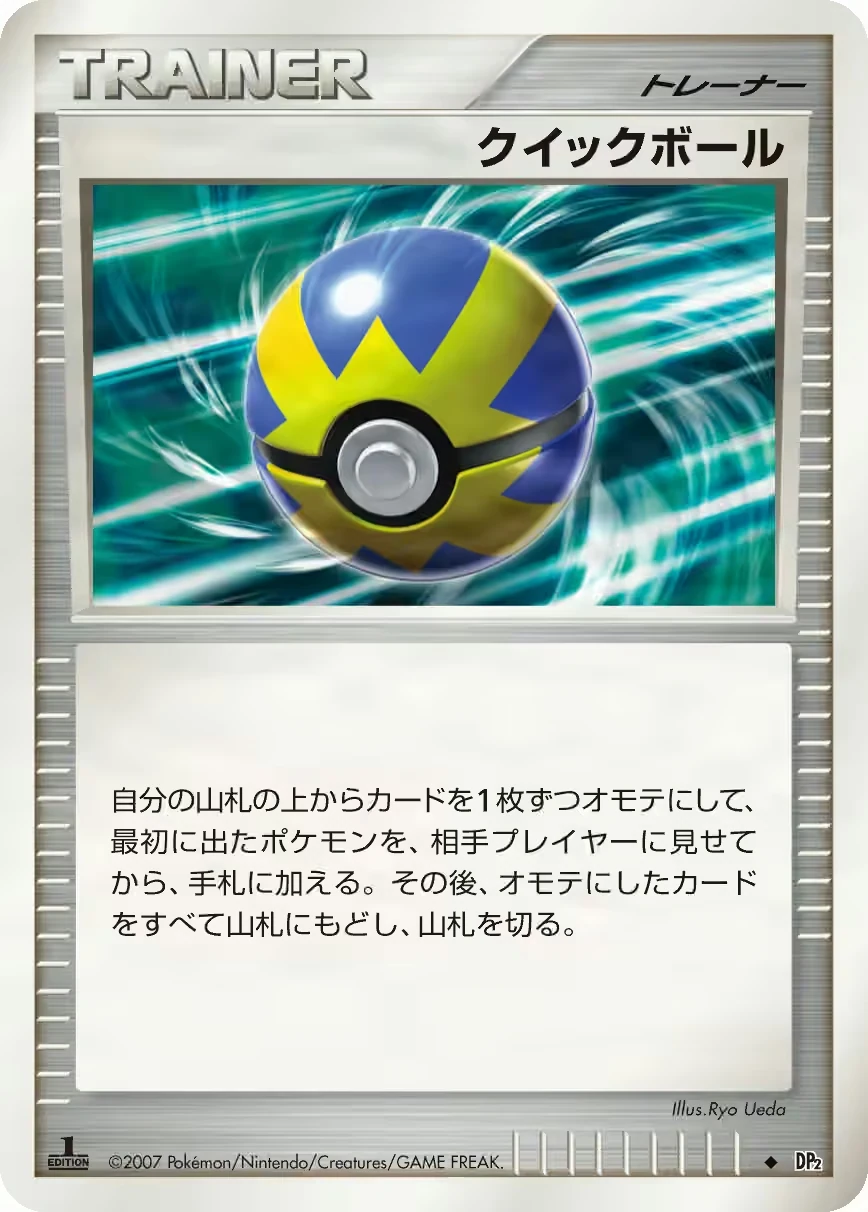 TRAINER
トレーナー
クイックボール
自分の山札の上からカードを1枚ずつオモテにして、
最初に出たポケモンを、相手プレイヤーに見せて
から、手札に加える。その後、オモテにしたカード
をすべて山札にもどし、山札を切る。
Illus.Ryo Ueda
1
EDITION
©2007 Pokémon/Nintendo/Creatures/GAME FREAK.
◆ DP2